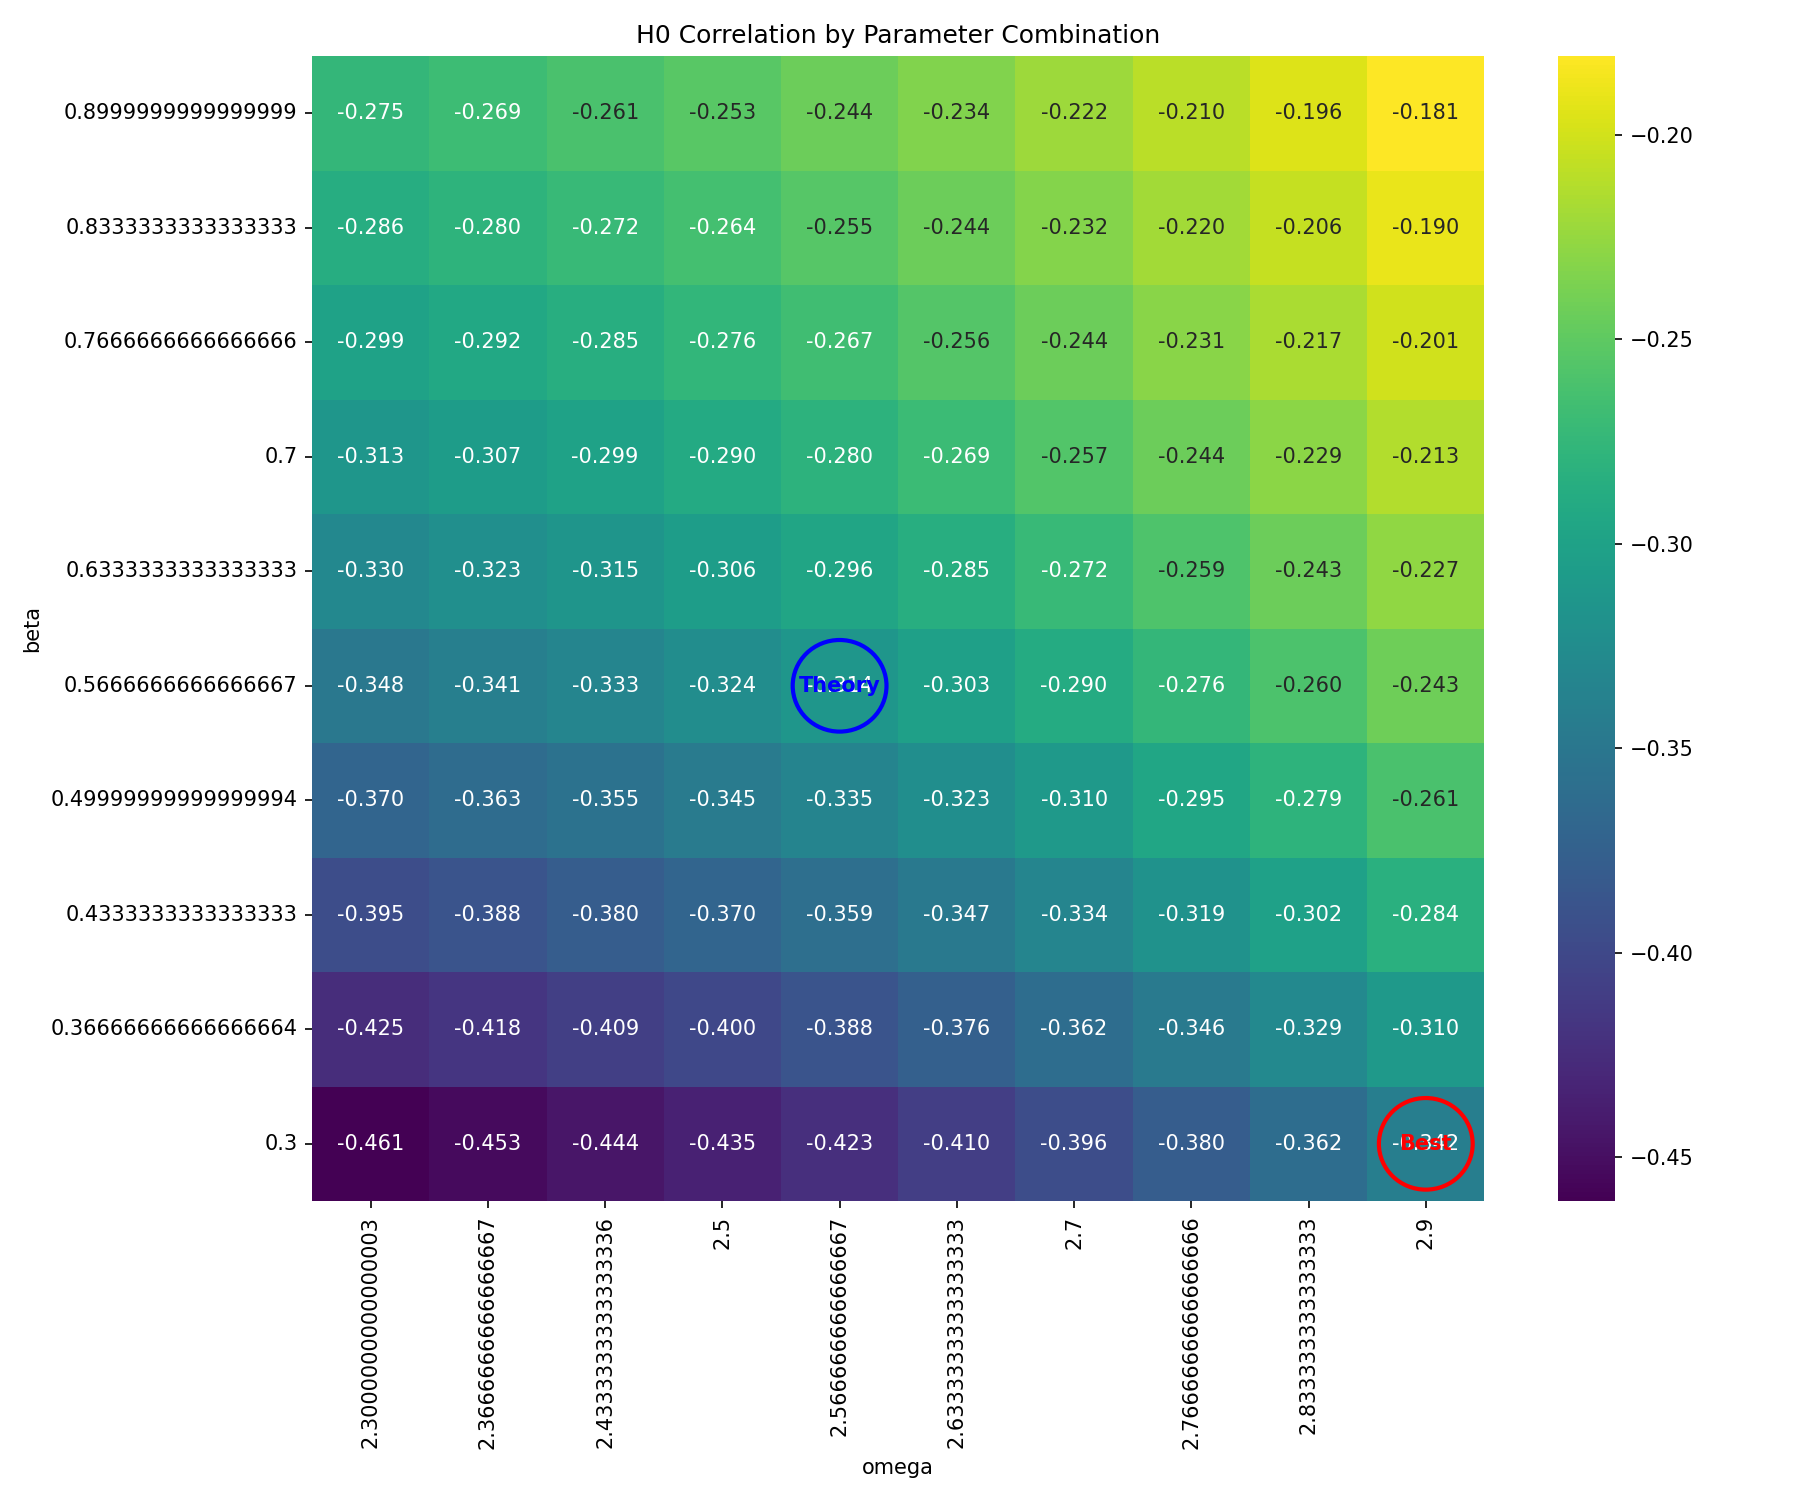 H0 Correlation by Parameter Combination
0.8999999999999999 -0.275 -0.269 -0.261 -0.253 -0.244 -0.234 -0.222 -0.210 -0.196 -0.181
−0.20
0.8333333333333333 -0.286 -0.280 -0.272 -0.264 -0.255 -0.244 -0.232 -0.220 -0.206 -0.190
0.7666666666666666 -0.299 -0.292 -0.285 -0.276 -0.267 -0.256 -0.244 -0.231 -0.217 -0.201
−0.25
0.7 -0.313 -0.307 -0.299 -0.290 -0.280 -0.269 -0.257 -0.244 -0.229 -0.213
−0.30
0.6333333333333333 -0.330 -0.323 -0.315 -0.306 -0.296 -0.285 -0.272 -0.259 -0.243 -0.227
beta
0.5666666666666667 -0.348 -0.341 -0.333 -0.324 Theory -0.303 -0.290 -0.276 -0.260 -0.243
−0.35
0.49999999999999994 -0.370 -0.363 -0.355 -0.345 -0.335 -0.323 -0.310 -0.295 -0.279 -0.261
0.4333333333333333 -0.395 -0.388 -0.380 -0.370 -0.359 -0.347 -0.334 -0.319 -0.302 -0.284
−0.40
0.36666666666666664 -0.425 -0.418 -0.409 -0.400 -0.388 -0.376 -0.362 -0.346 -0.329 -0.310
0.3 -0.461 -0.453 -0.444 -0.435 -0.423 -0.410 -0.396 -0.380 -0.362 Best
−0.45
2.3000000000000003 2.3666666666666667 2.4333333333333336 2.5 2.566666666666667 2.6333333333333333 2.7 2.7666666666666666 2.8333333333333333 2.9
omega